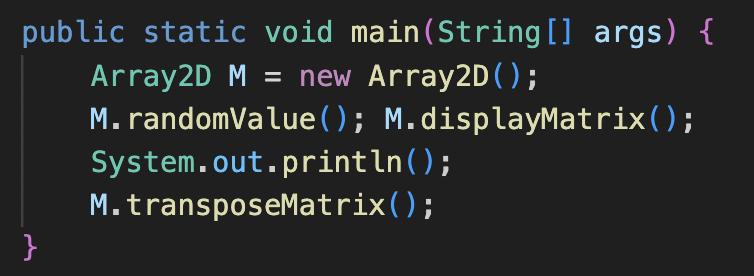 public static void main(String[] args) {
    Array2D M = new Array2D();
    M.randomValue(); M.displayMatrix();
    System.out.println();
    M.transposeMatrix();
}